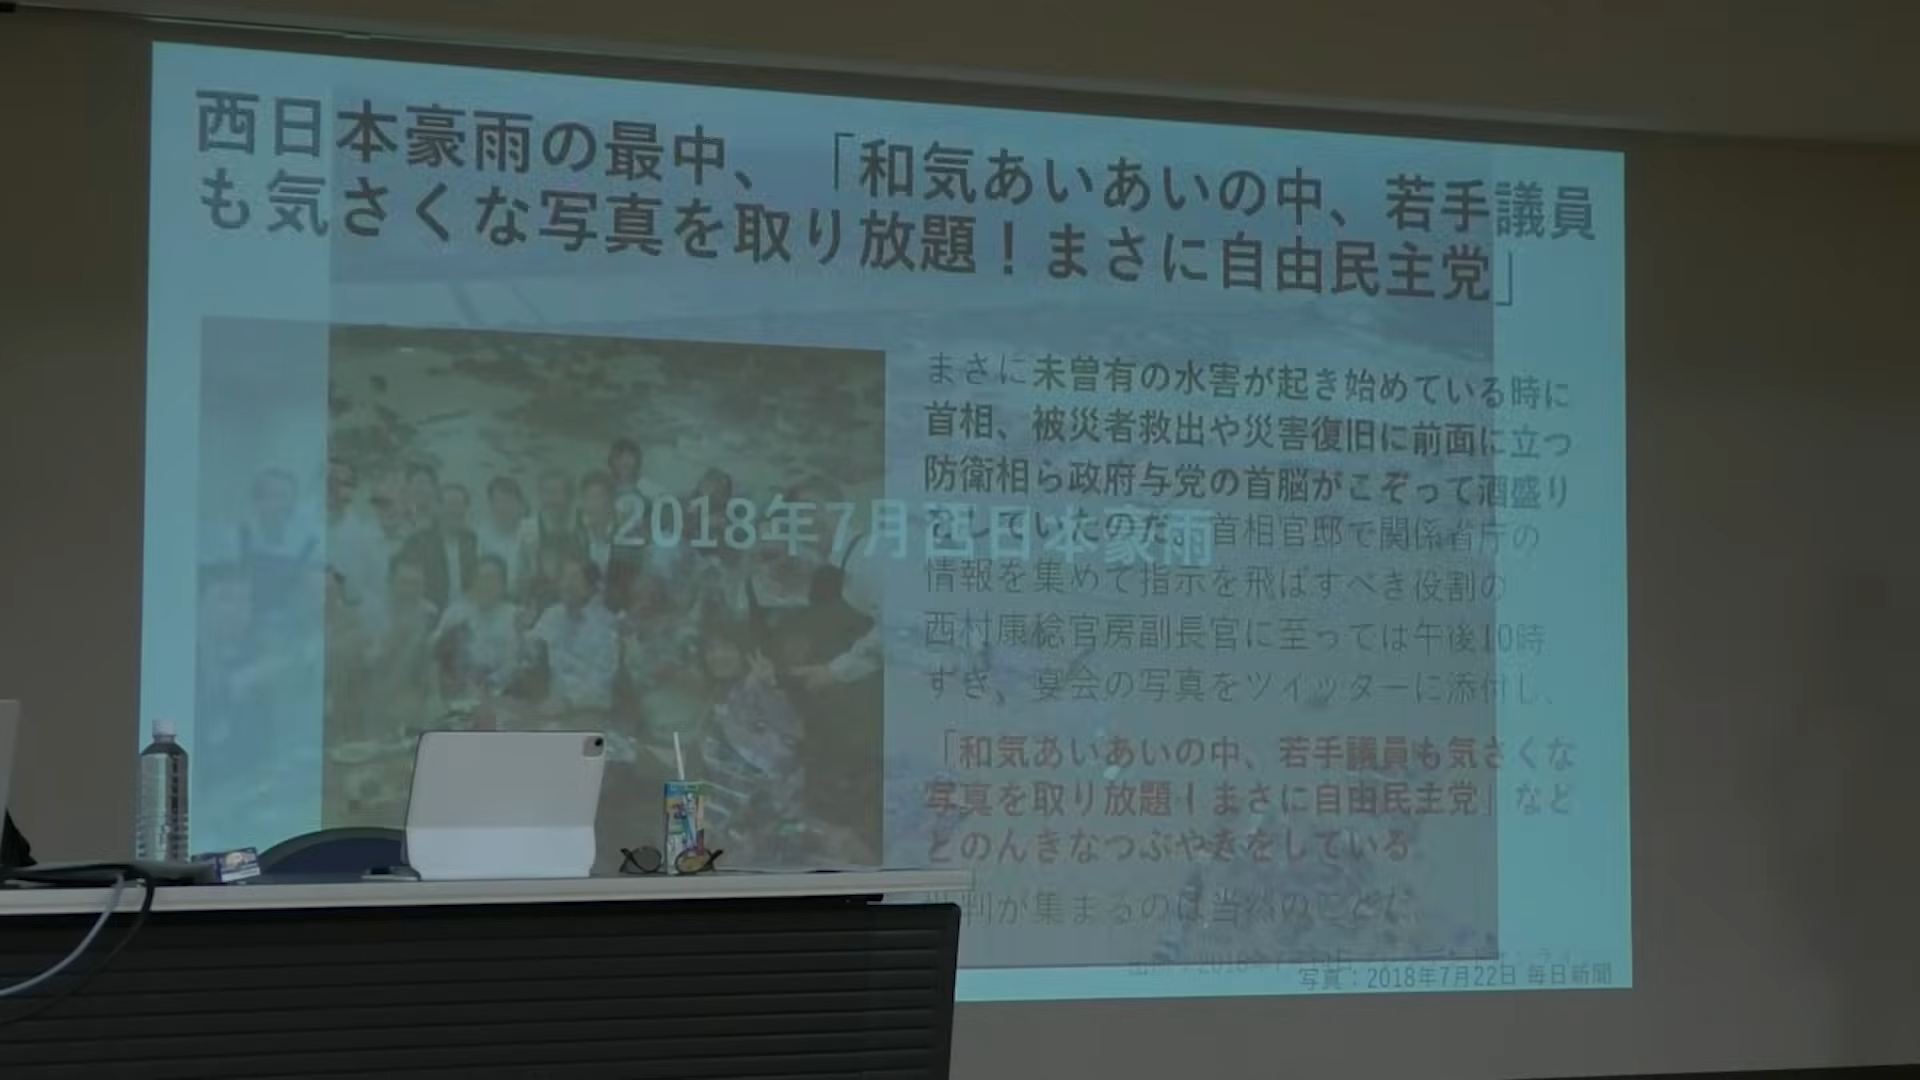 西日本豪雨の最中、「和気あいあいの中、若手議員
も気さくな写真を取り放題！まさに自由民主党」
まさに未曾有の水害が起き始めている時に
首相、被災者救出や災害復旧に前面に立つ
防衛相ら政府与党の首脳がこぞって酒盛り
をしていたのだ。首相官邸で関係省庁の
2018年7月西日本豪雨
情報を集めて指示を飛ばすべき役割の
西村康稔官房副長官に至っては午後10時
すぎ、宴会の写真をツイッターに添付し、
「和気あいあいの中、若手議員も気さくな
写真を取り放題！まさに自由民主党」など
とのんきなつぶやきをしている
判が集まるのは当然のことだ
写真：2018年7月22日 毎日新聞